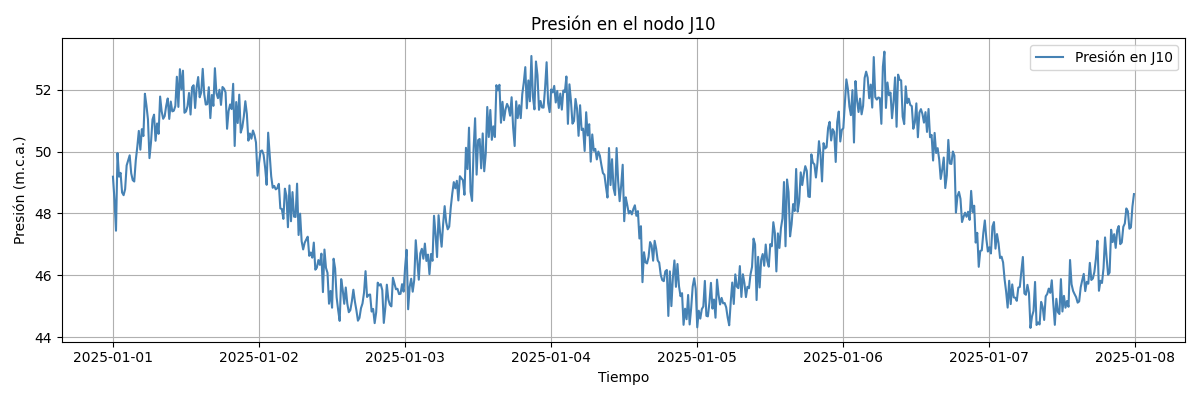 Presión en el nodo J10
Presión en J10
Presión (m.c.a.)
52
50
48
46
44
2025-01-01 2025-01-02 2025-01-03 2025-01-04 2025-01-05 2025-01-06 2025-01-07 2025-01-08
Tiempo